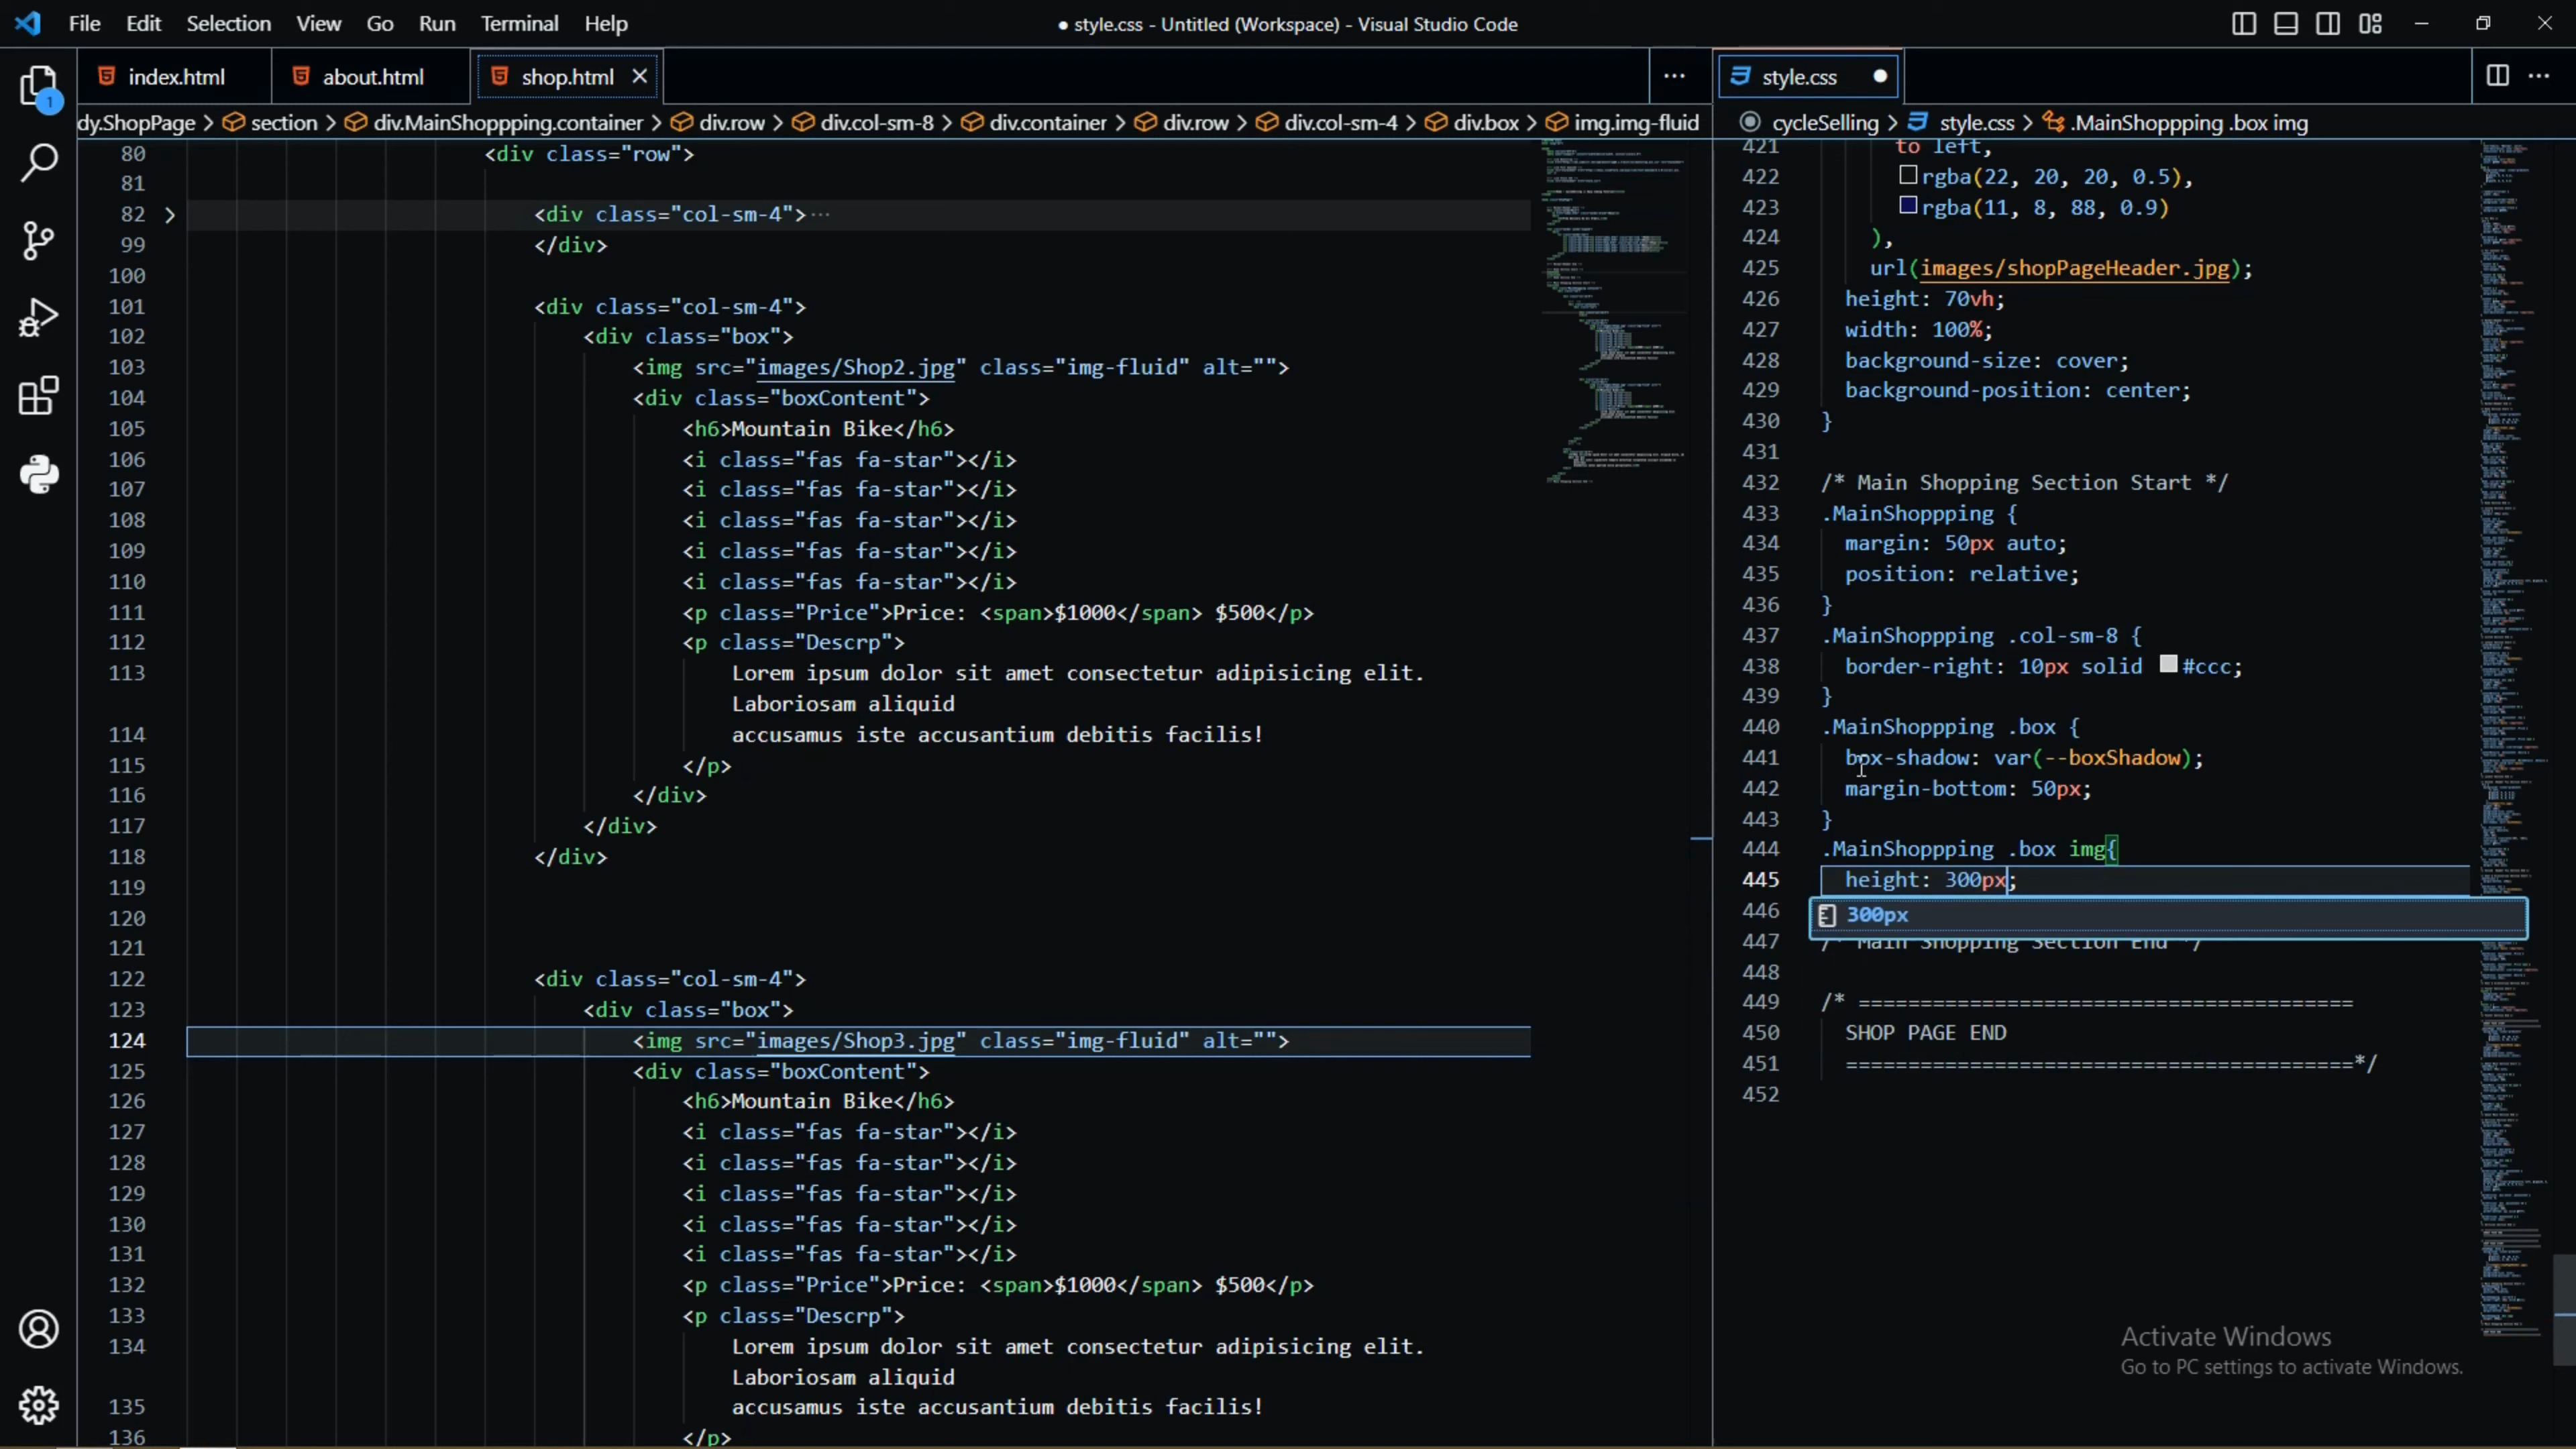 File Edit Selection View Go Run Terminal Help
● style.css - Untitled (Workspace) - Visual Studio Code
index.html
about.html
shop.html
style.css
1
dy.ShopPage > section > div.MainShoppping.container > div.row > div.col-sm-8 > div.container > div.row > div.col-sm-4 > div.box > img.img-fluid
80 <div class="row">
81
82 <div class="col-sm-4"> ...
99 </div>
100
101 <div class="col-sm-4">
102 <div class="box">
103 <img src="images/Shop2.jpg" class="img-fluid" alt="">
104 <div class="boxContent">
105 <h6>Mountain Bike</h6>
106 <i class="fas fa-star"></i>
107 <i class="fas fa-star"></i>
108 <i class="fas fa-star"></i>
109 <i class="fas fa-star"></i>
110 <i class="fas fa-star"></i>
111 <p class="Price">Price: <span>$1000</span> $500</p>
112 <p class="Descrp">
113 Lorem ipsum dolor sit amet consectetur adipisicing elit.
Laboriosam aliquid
114 accusamus iste accusantium debitis facilis!
115 </p>
116 </div>
117 </div>
118 </div>
119
120
121
122 <div class="col-sm-4">
123 <div class="box">
124 <img src="images/Shop3.jpg" class="img-fluid" alt="">
125 <div class="boxContent">
126 <h6>Mountain Bike</h6>
127 <i class="fas fa-star"></i>
128 <i class="fas fa-star"></i>
129 <i class="fas fa-star"></i>
130 <i class="fas fa-star"></i>
131 <i class="fas fa-star"></i>
132 <p class="Price">Price: <span>$1000</span> $500</p>
133 <p class="Descrp">
134 Lorem ipsum dolor sit amet consectetur adipisicing elit.
Laboriosam aliquid
135 accusamus iste accusantium debitis facilis!
136 </p>
cycleSelling > style.css > .MainShoppping .box img
421 to left,
422 rgba(22, 20, 20, 0.5),
423 rgba(11, 8, 88, 0.9)
424 ),
425 url(images/shopPageHeader.jpg);
426 height: 70vh;
427 width: 100%;
428 background-size: cover;
429 background-position: center;
430 }
431
432 /* Main Shopping Section Start */
433 .MainShoppping {
434 margin: 50px auto;
435 position: relative;
436 }
437 .MainShoppping .col-sm-8 {
438 border-right: 10px solid #ccc;
439 }
440 .MainShoppping .box {
441 box-shadow: var(--boxShadow);
442 margin-bottom: 50px;
443 }
444 .MainShoppping .box img{
445 height: 300px;
446 300px
447 /* Main Shopping Section End */
448
449 /* ========================================
450 SHOP PAGE END
451 =========================================*/
452
Activate Windows
Go to PC settings to activate Windows.